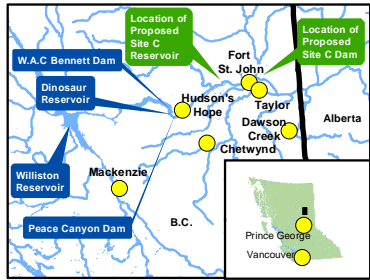 Location of
Proposed
Site C
Reservoir
Location of
Proposed
Site C Dam
Fort
St. John
W.A.C Bennett Dam
Dinosaur
Reservoir
Hudson's
Hope
Taylor
Dawson
Creek
Alberta
Chetwynd
Williston
Reservoir
Mackenzie
B.C.
Peace Canyon Dam
Prince George
Vancouver